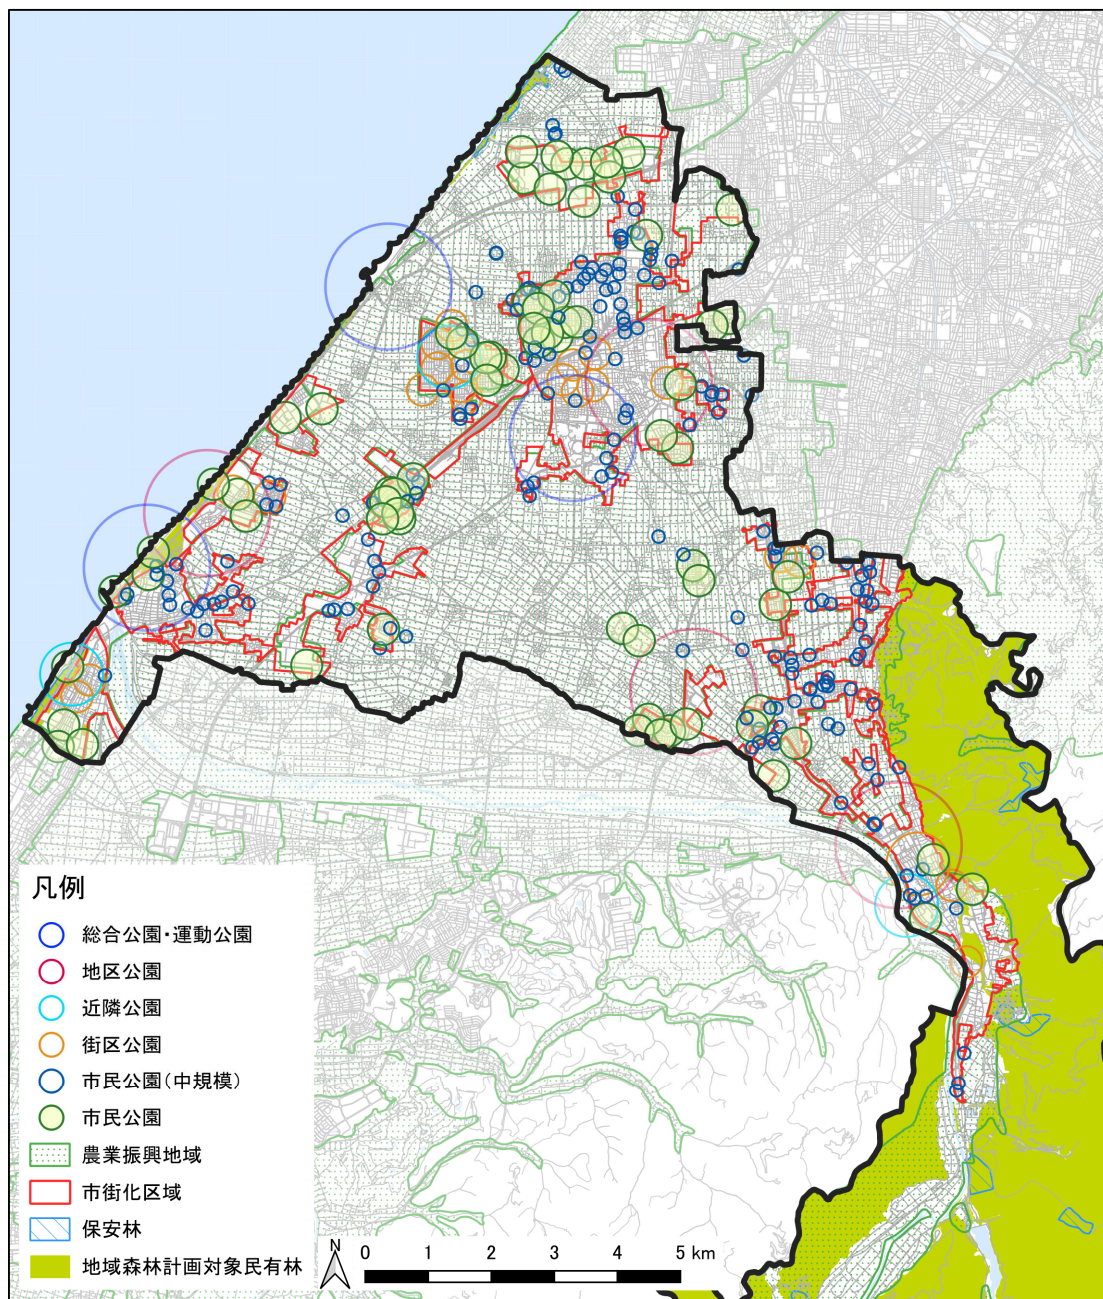 凡例
総合公園・運動公園
地区公園
近隣公園
街区公園
市民公園（中規模）
市民公園
農業振興地域
市街化区域
保安林
地域森林計画対象民有林
N
0 1 2 3 4 5 km